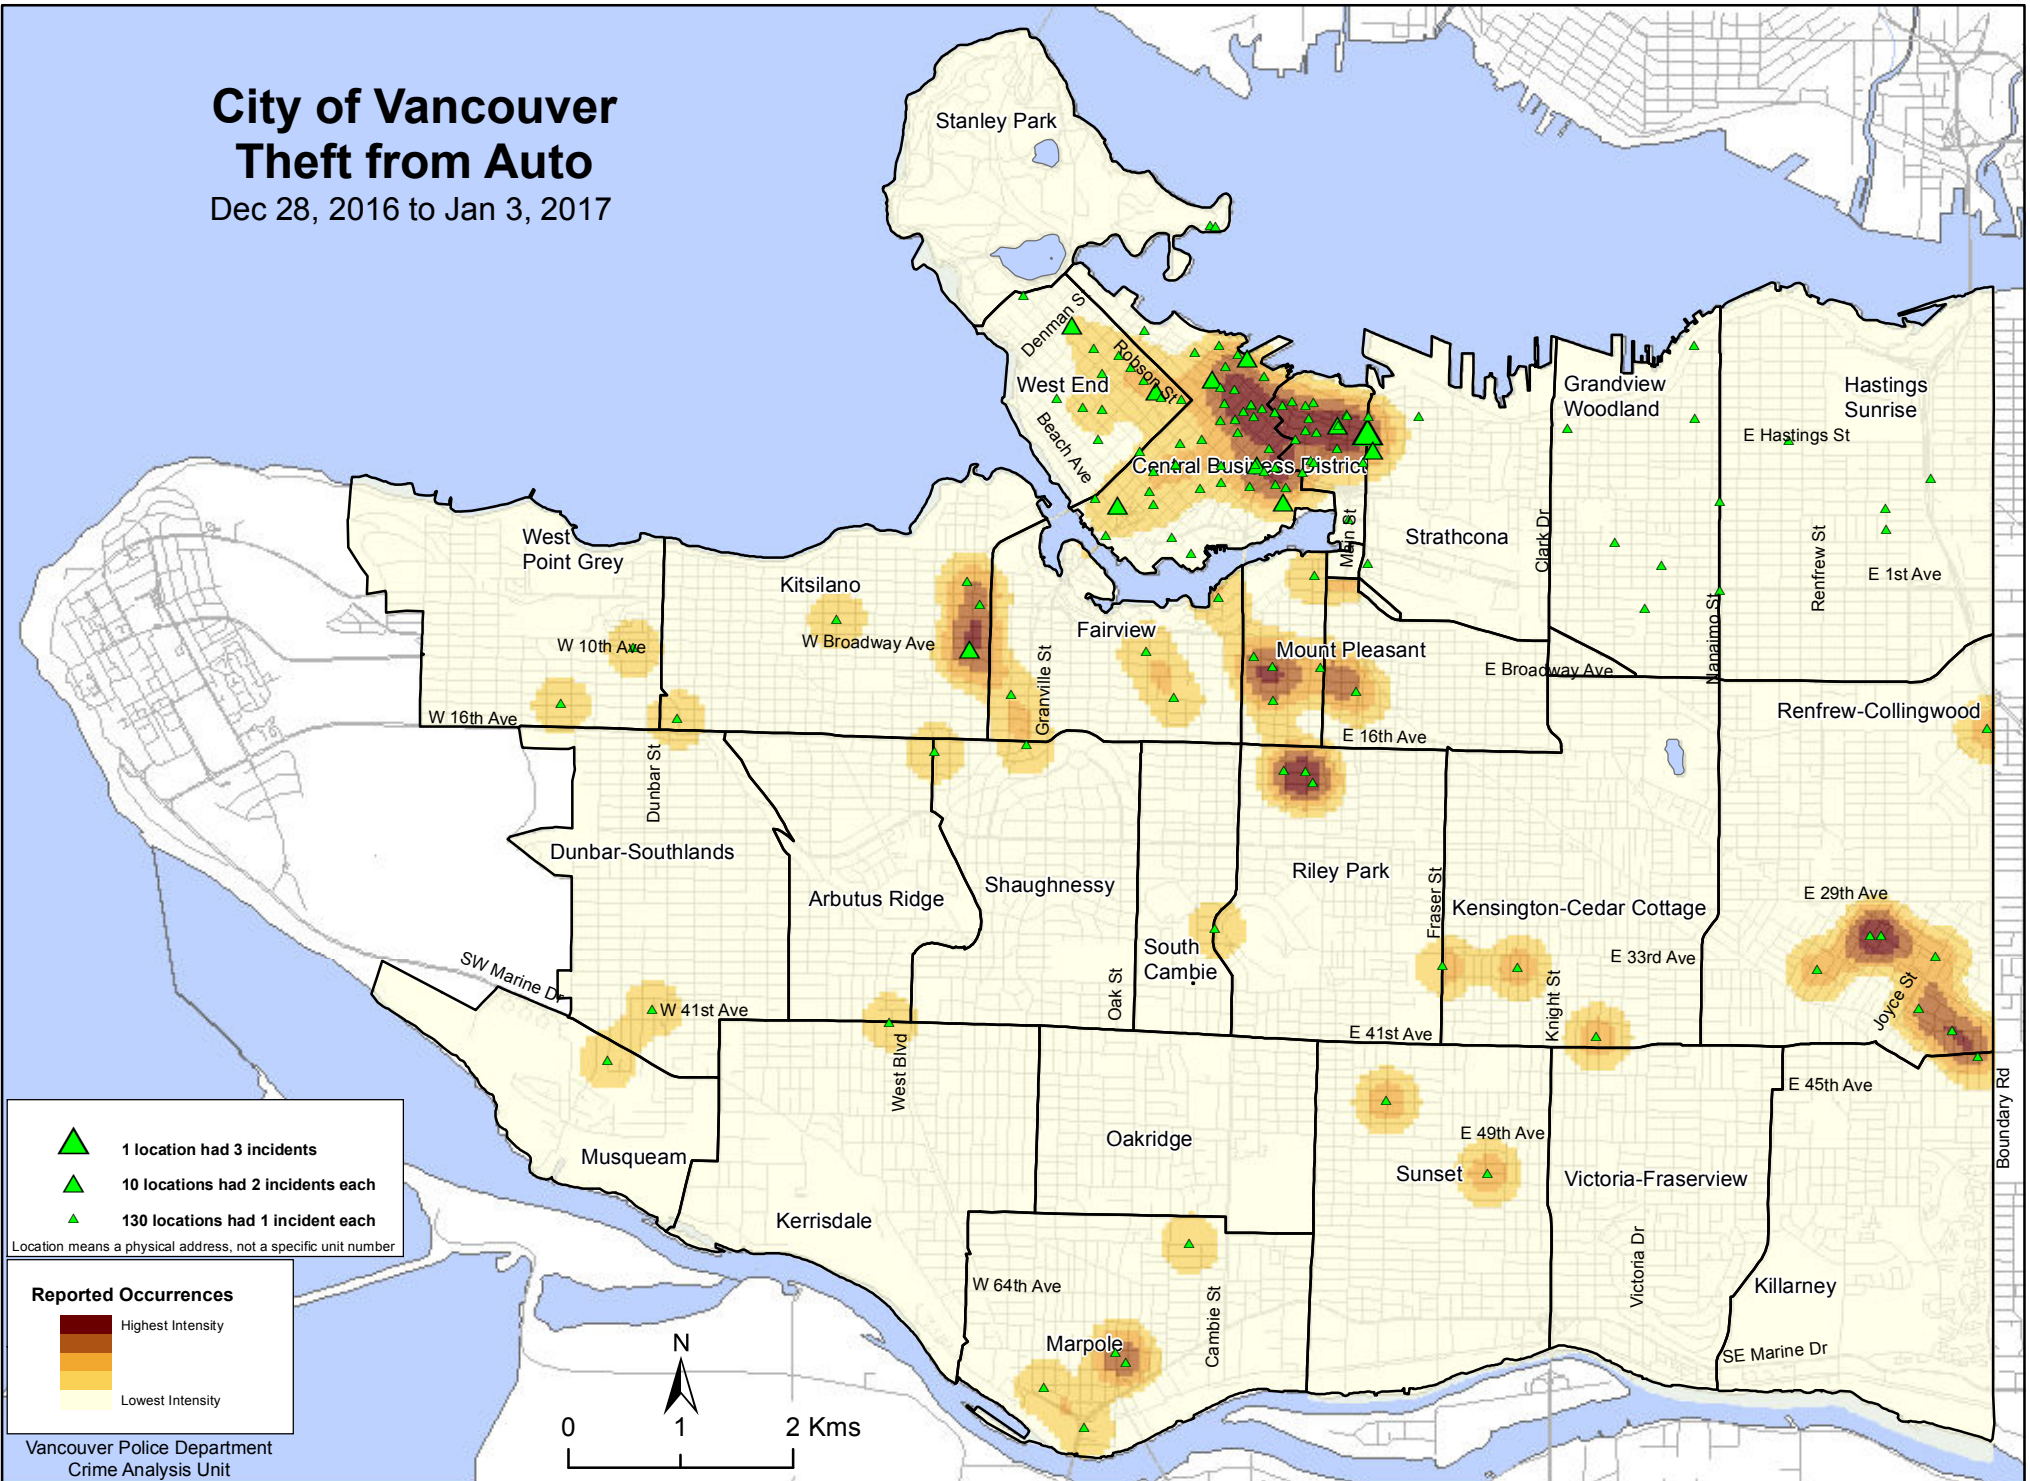 City of Vancouver
Theft from Auto
Dec 28, 2016 to Jan 3, 2017
Stanley Park
Denman St
Robson St
West End
Beach Ave
Central Business District
Grandview
Woodland
Hastings
Sunrise
E Hastings St
West
Point Grey
Kitsilano
Main St
Strathcona
Clark Dr
Renfrew St
E 1st Ave
W 10th Ave
W Broadway Ave
Fairview
Mount Pleasant
E Broadway Ave
Nanaimo St
Granville St
W 16th Ave
E 16th Ave
Renfrew-Collingwood
Dunbar St
Dunbar-Southlands
Arbutus Ridge
Shaughnessy
Riley Park
Fraser St
Kensington-Cedar Cottage
E 29th Ave
South
Cambie
E 33rd Ave
SW Marine Dr
Oak St
Knight St
Joyce St
W 41st Ave
E 41st Ave
West Blvd
E 45th Ave
Boundary Rd
Oakridge
E 49th Ave
Musqueam
Sunset
Victoria-Fraserview
Kerrisdale
W 64th Ave
Cambie St
Victoria Dr
Killarney
Marpole
SE Marine Dr
1 location had 3 incidents
10 locations had 2 incidents each
130 locations had 1 incident each
Location means a physical address, not a specific unit number
Reported Occurrences
Highest Intensity
Lowest Intensity
Vancouver Police Department
Crime Analysis Unit
N
0 1 2 Kms